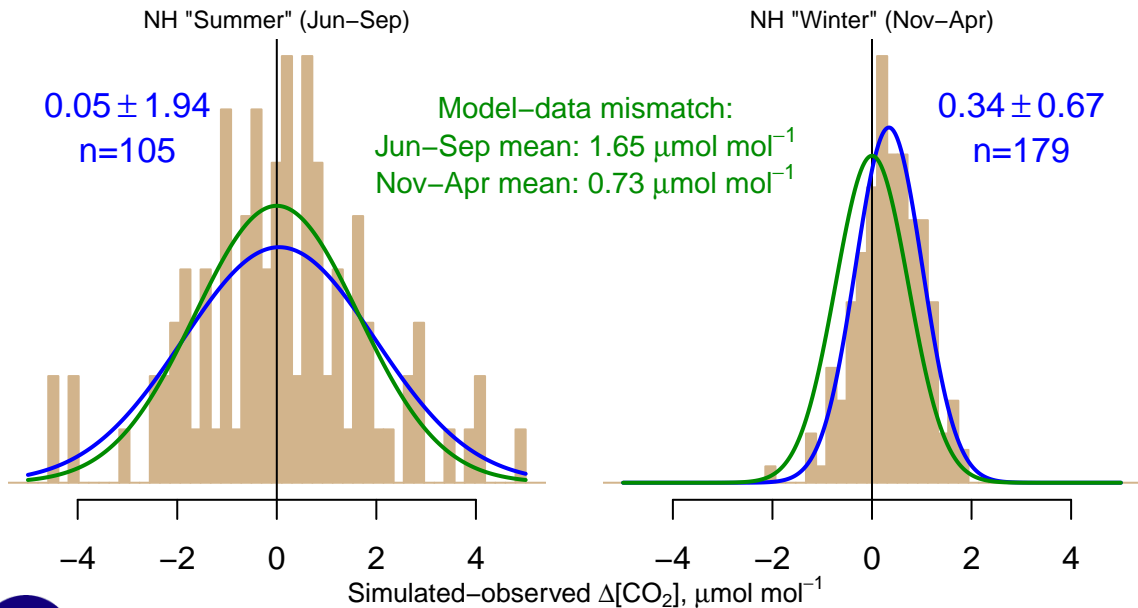 NH "Summer" (Jun−Sep)
NH "Winter" (Nov−Apr)
0.05 ± 1.94
n=105
Model−data mismatch:
Jun−Sep mean: 1.65 μmol mol⁻¹
Nov−Apr mean: 0.73 μmol mol⁻¹
0.34 ± 0.67
n=179
−4 −2 0 2 4
−4 −2 0 2 4
Simulated−observed Δ[CO₂], μmol mol⁻¹